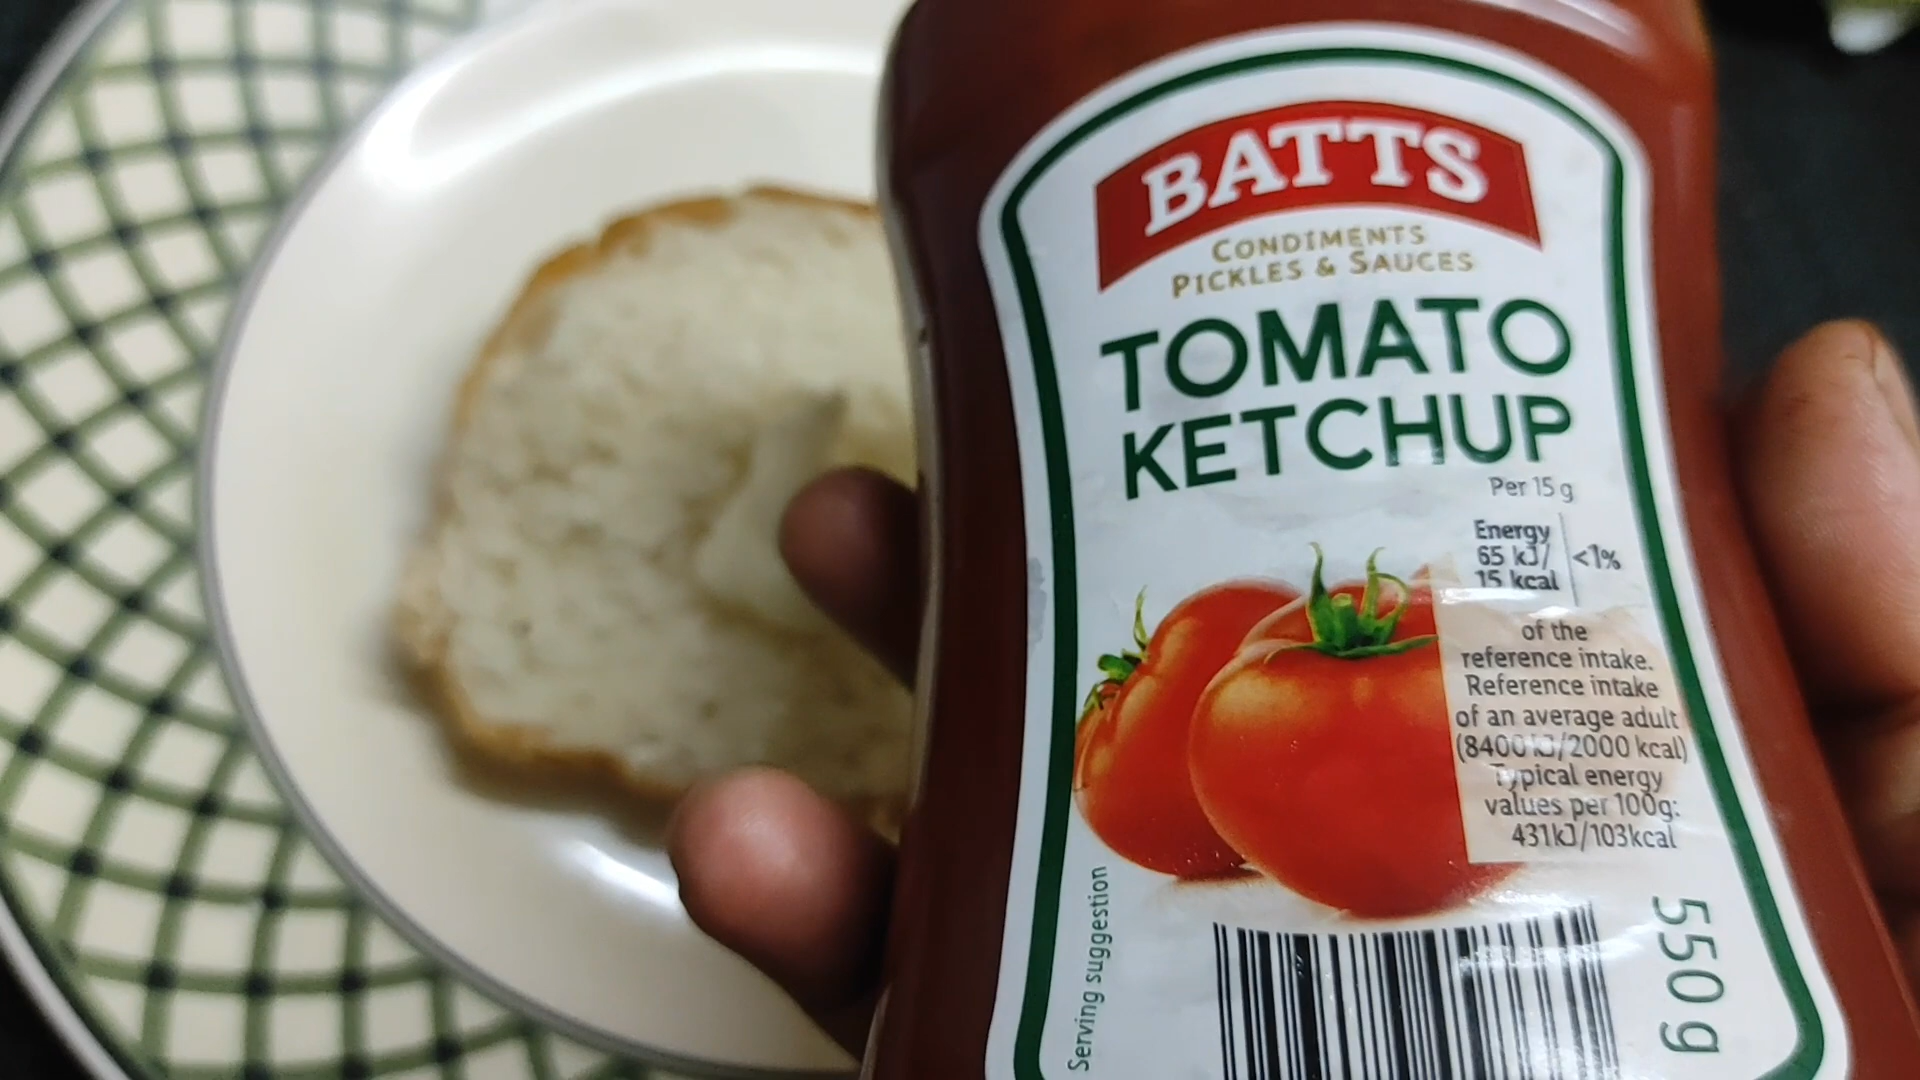 BATTS
CONDIMENTS
PICKLES & SAUCES
TOMATO
KETCHUP
Per 15 g
Energy
65 kJ/
15 kcal
<1%
of the
reference intake.
Reference intake
of an average adult
(8400 kJ/2000 kcal)
Typical energy
values per 100g:
431kJ/103kcal
Serving suggestion
550 g